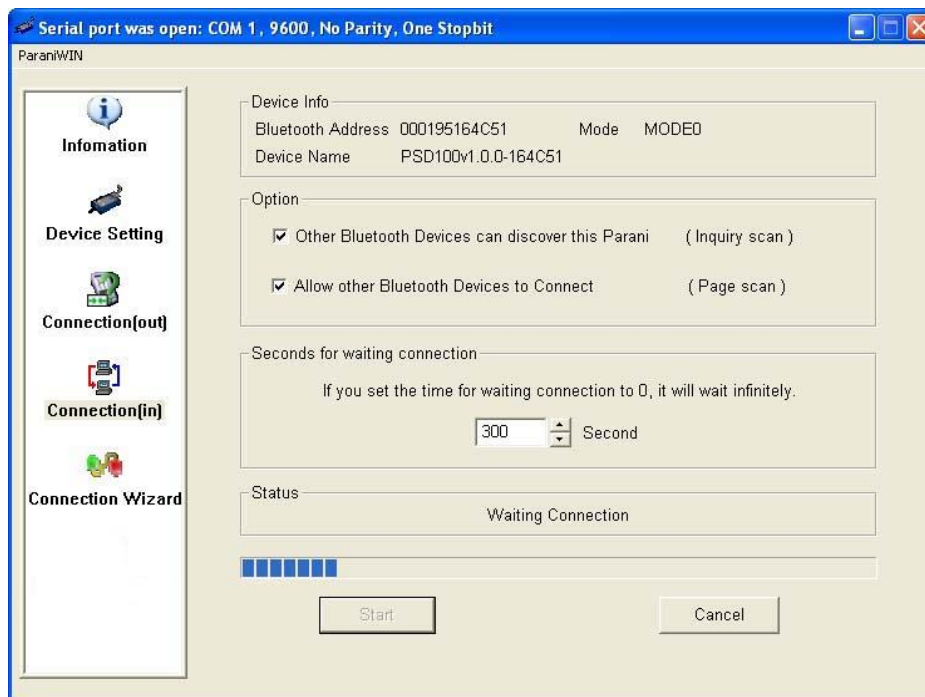 Serial port was open: COM 1, 9600, No Parity, One Stopbit
ParaniWIN
Infomation
Device Setting
Connection(out)
Connection(in)
Connection Wizard
Device Info
Bluetooth Address 000195164C51 Mode MODE0
Device Name PSD100v1.0.0-164C51
Option
Other Bluetooth Devices can discover this Parani ( Inquiry scan )
Allow other Bluetooth Devices to Connect ( Page scan )
Seconds for waiting connection
If you set the time for waiting connection to 0, it will wait infinitely.
300 Second
Status
Waiting Connection
Start Cancel